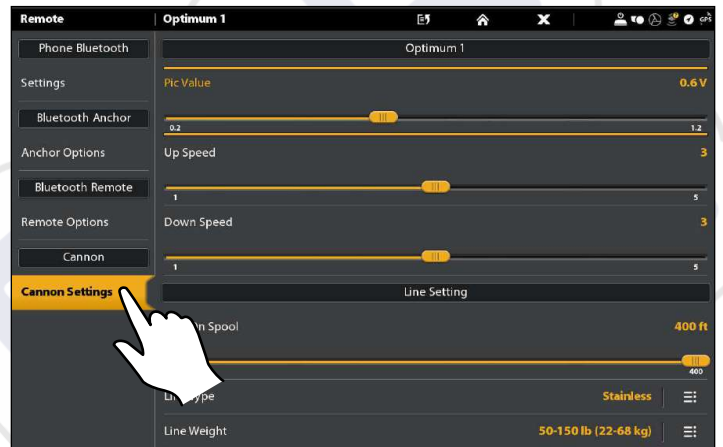 Remote Optimum 1 GPS
Phone Bluetooth
Optimum 1
Settings
Pic Value 0.6 V
Bluetooth Anchor
0.2 1.2
Anchor Options
Up Speed 3
Bluetooth Remote
1 5
Remote Options
Down Speed 3
Cannon
1 5
Cannon Settings
Line Setting
n Spool 400 ft
400
Type
Stainless
Line Weight 50-150 lb (22-68 kg)